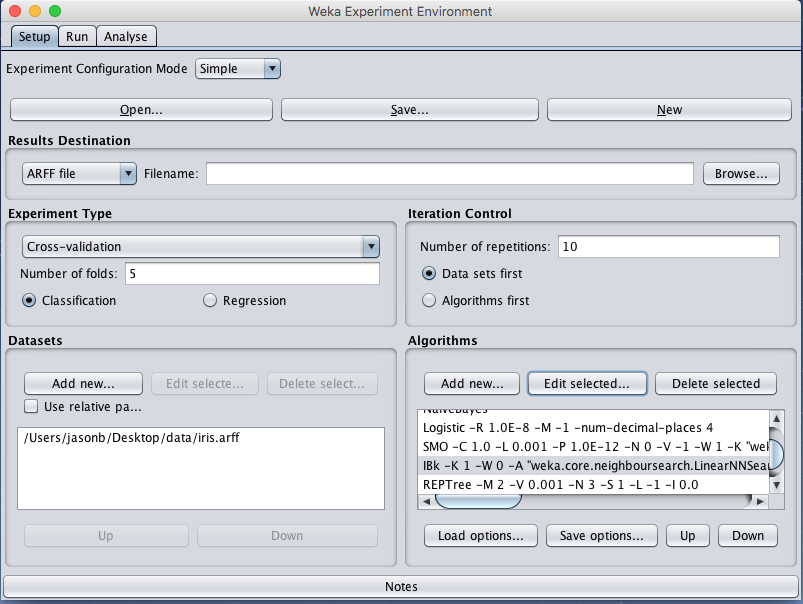 Weka Experiment Environment
Setup Run Analyse
Experiment Configuration Mode Simple
Open... Save... New
Results Destination
ARFF file Filename: Browse...
Experiment Type Iteration Control
Cross-validation Number of repetitions: 10
Number of folds: 5 Data sets first
Classification Regression Algorithms first
Datasets Algorithms
Add new... Edit selecte... Delete select... Add new... Edit selected... Delete selected
Use relative pa...
NaiveBayes
Logistic -R 1.0E-8 -M -1 -num-decimal-places 4
/Users/jasonb/Desktop/data/iris.arff
SMO -C 1.0 -L 0.001 -P 1.0E-12 -N 0 -V -1 -W 1 -K "wek
IBk -K 1 -W 0 -A "weka.core.neighboursearch.LinearNNSear
REPTree -M 2 -V 0.001 -N 3 -S 1 -L -1 -I 0.0
Up Down Load options... Save options... Up Down
Notes